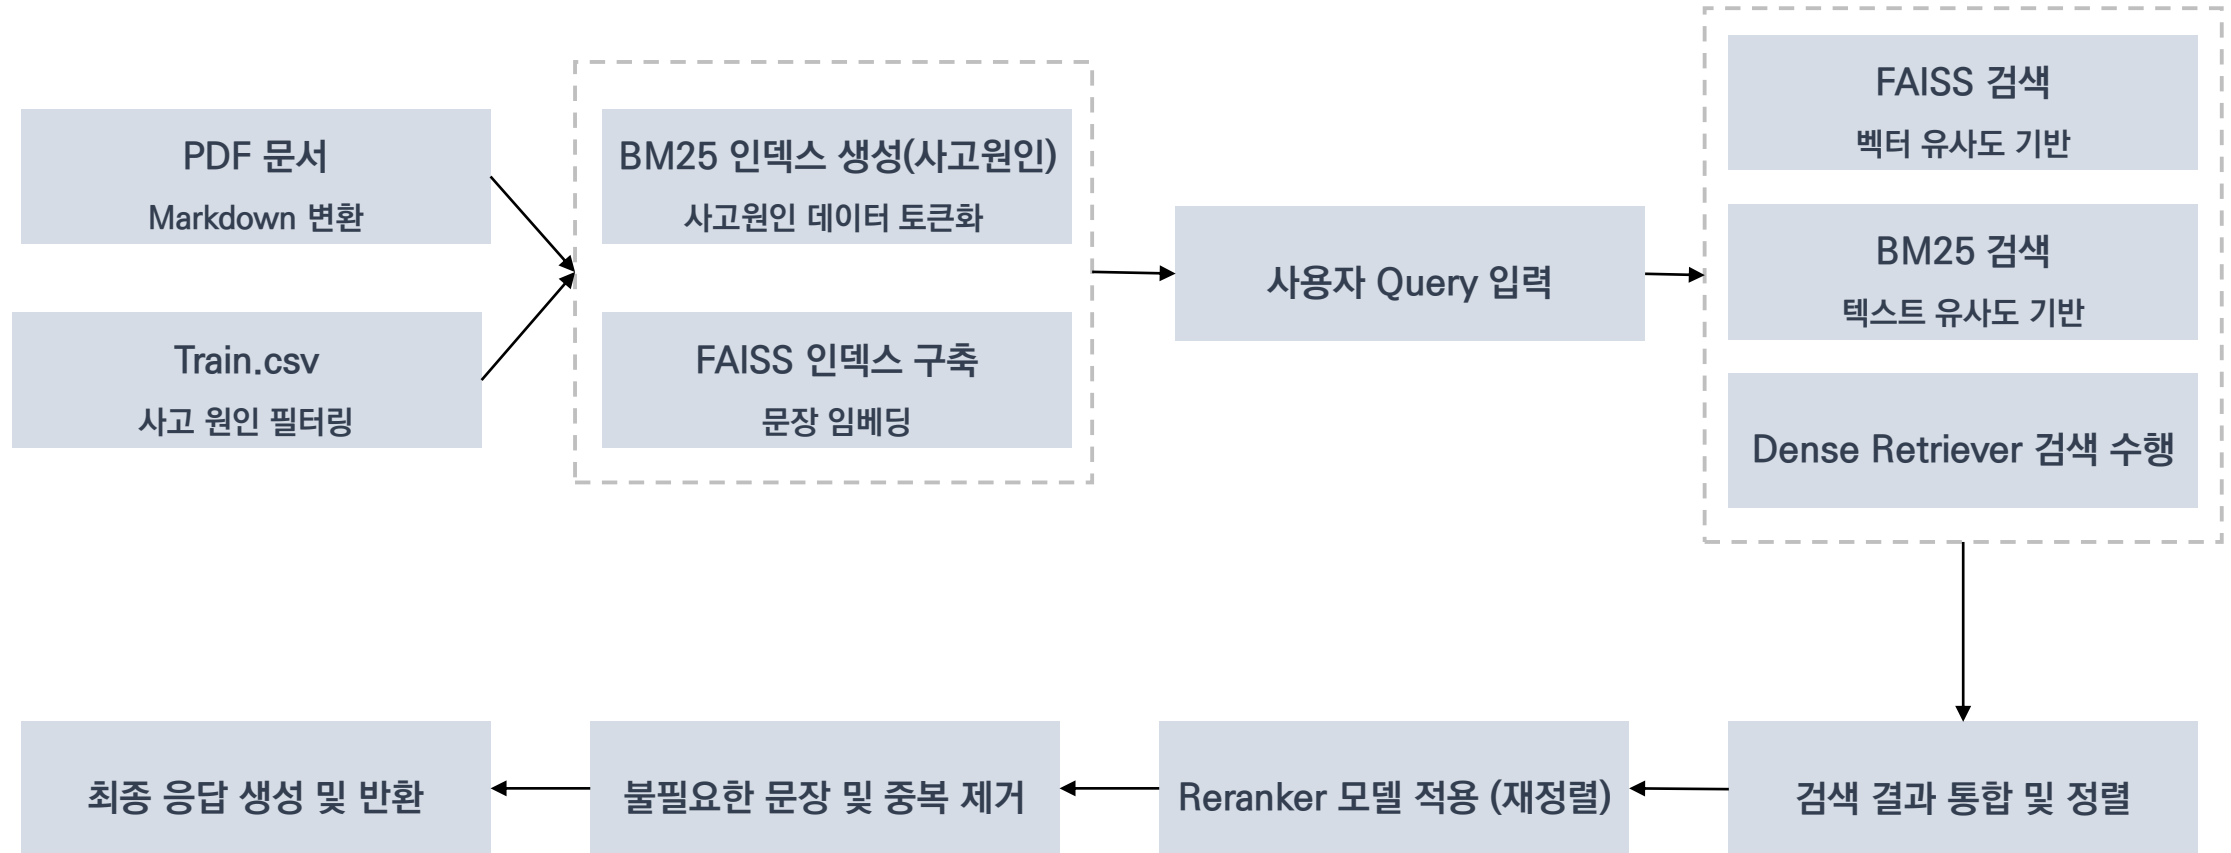 PDF 문서
Markdown 변환
Train.csv
사고 원인 필터링
BM25 인덱스 생성(사고원인)
사고원인 데이터 토큰화
FAISS 인덱스 구축
문장 임베딩
사용자 Query 입력
FAISS 검색
벡터 유사도 기반
BM25 검색
텍스트 유사도 기반
Dense Retriever 검색 수행
검색 결과 통합 및 정렬
Reranker 모델 적용 (재정렬)
불필요한 문장 및 중복 제거
최종 응답 생성 및 반환